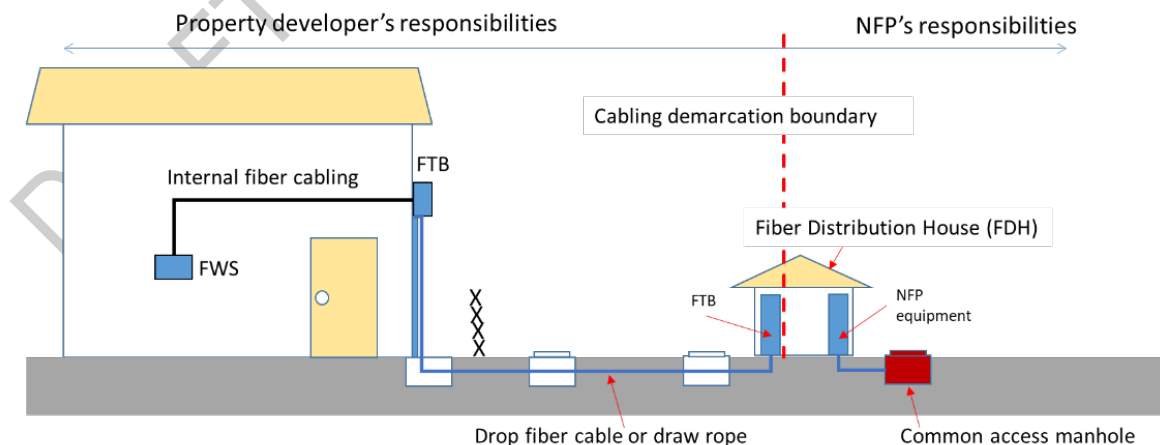 Property developer's responsibilities
NFP's responsibilities
Cabling demarcation boundary
FTB
Internal fiber cabling
Fiber Distribution House (FDH)
FWS
X
X
X
X
FTB
NFP
equipment
Drop fiber cable or draw rope
Common access manhole